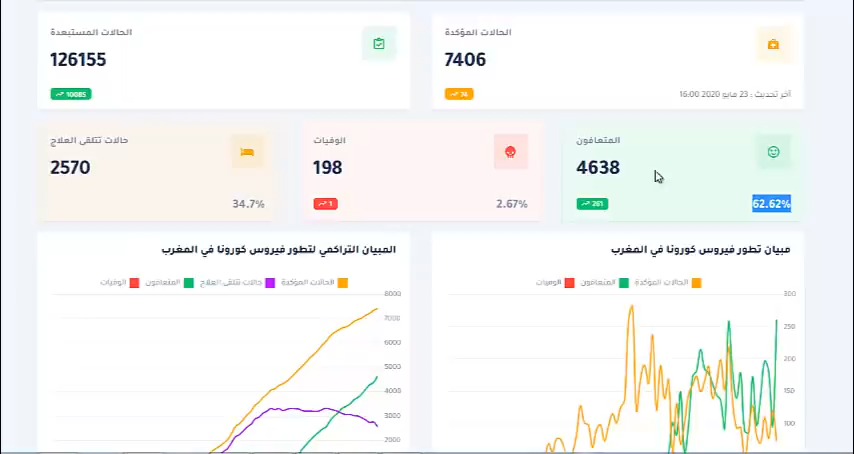 الحالات المؤكدة
7406
74
آخر تحديث : 23 مايو 2020 16:00
الحالات المستبعدة
126155
10085
المتعافون
4638
261
62.62%
الوفيات
198
1
2.67%
حالات تتلقى العلاج
2570
34.7%
مبيان تطور فيروس كورونا في المغرب
الحالات المؤكدة المتعافون الوفيات
300
250
200
150
100
المبيان التراكمي لتطور فيروس كورونا في المغرب
الحالات المؤكدة حالات تتلقى العلاج المتعافون الوفيات
8000
7000
6000
5000
4000
3000
2000